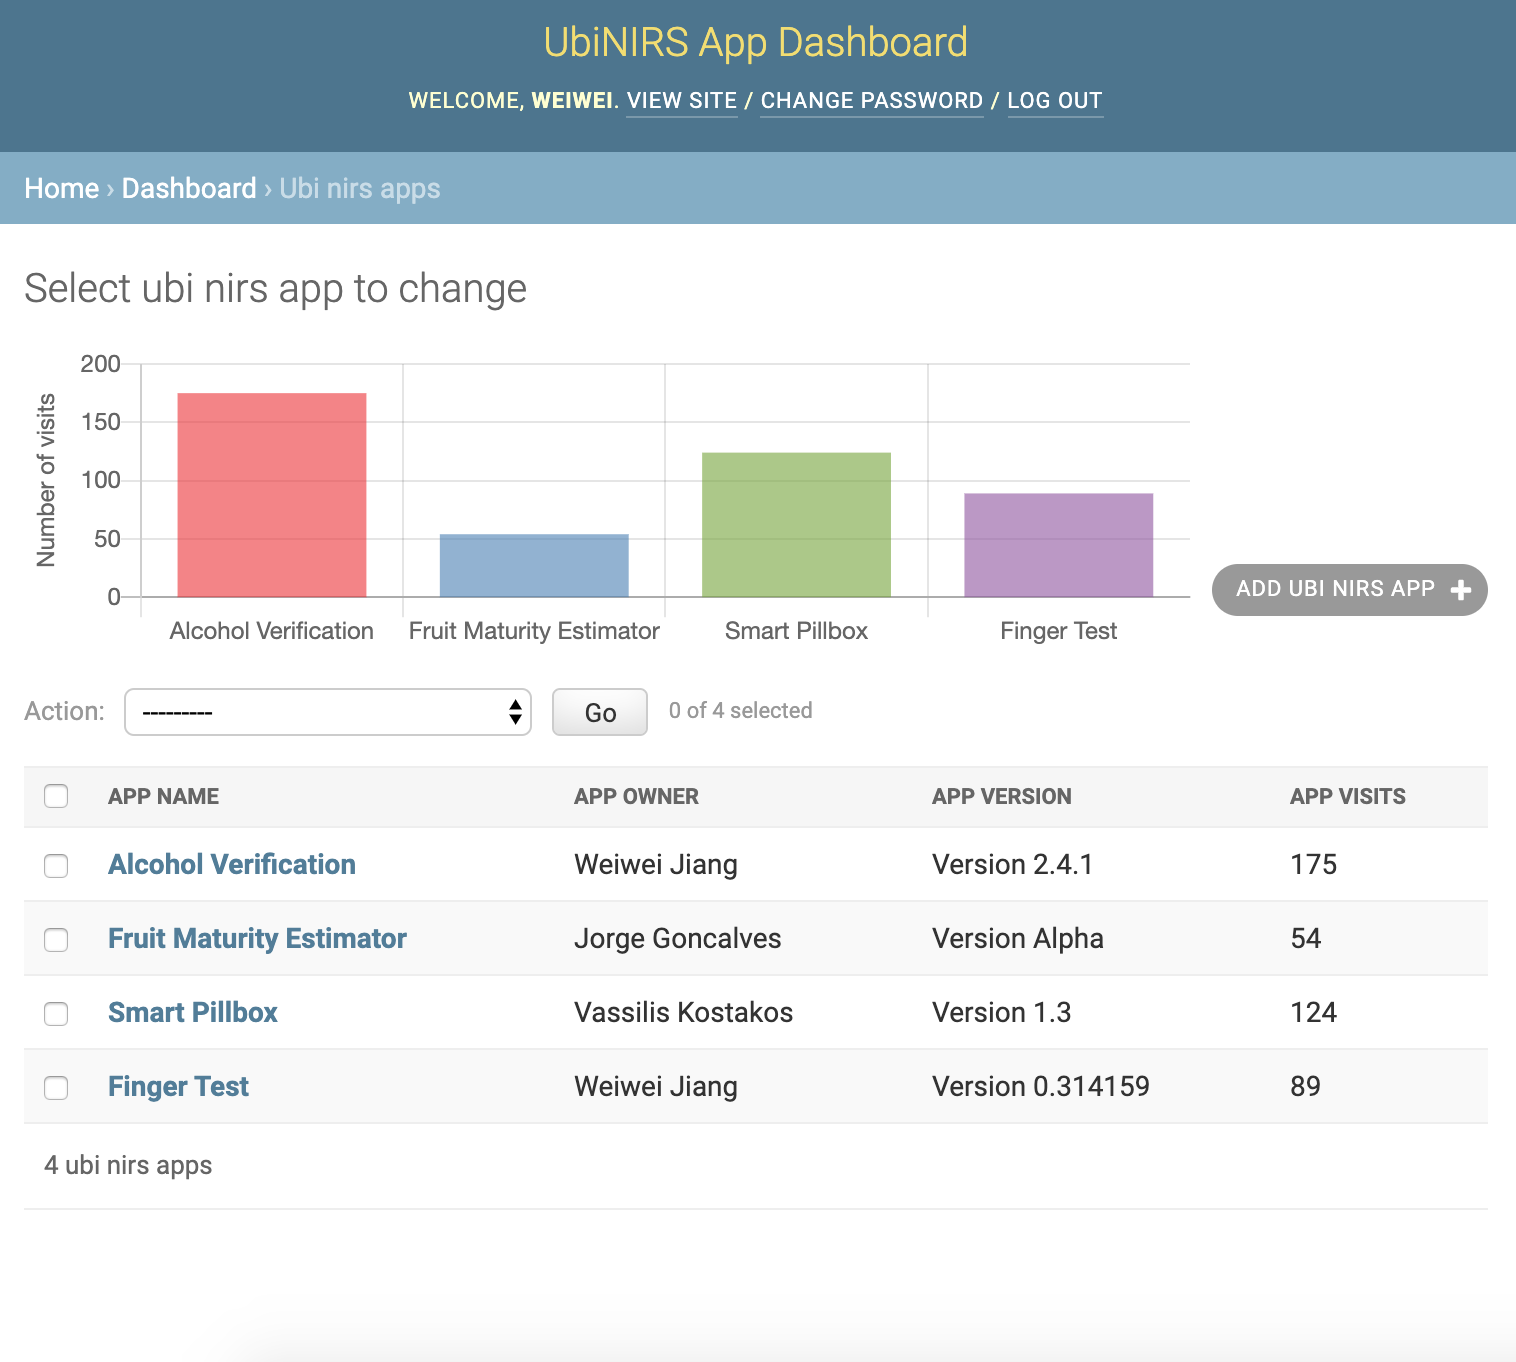 UbiNIRS App Dashboard
WELCOME, WEIWEI. VIEW SITE / CHANGE PASSWORD / LOG OUT
Home › Dashboard › Ubi nirs apps
Select ubi nirs app to change
Number of visits
200
150
100
50
0
Alcohol Verification Fruit Maturity Estimator Smart Pillbox Finger Test
ADD UBI NIRS APP +
Action: --------- Go 0 of 4 selected
APP NAME APP OWNER APP VERSION APP VISITS
Alcohol Verification Weiwei Jiang Version 2.4.1 175
Fruit Maturity Estimator Jorge Goncalves Version Alpha 54
Smart Pillbox Vassilis Kostakos Version 1.3 124
Finger Test Weiwei Jiang Version 0.314159 89
4 ubi nirs apps